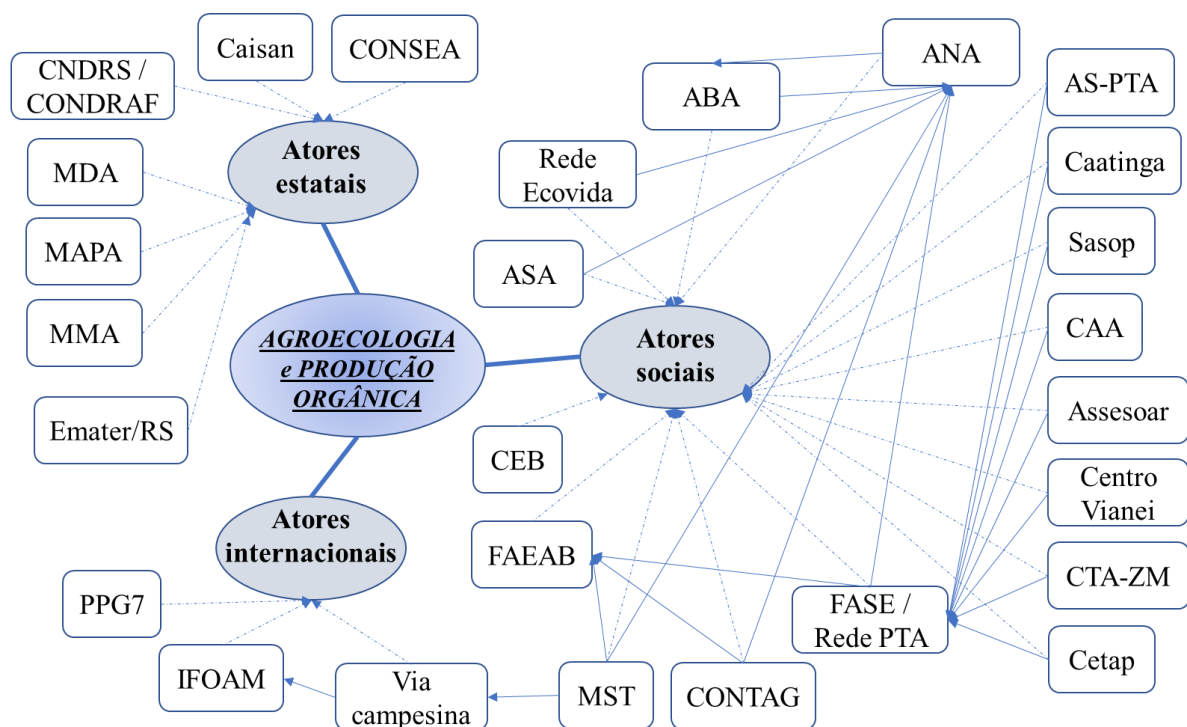 Caisan
CONSEA
CNDRS /
CONDRAF
MDA
MAPA
MMA
Emater/RS
Atores
estatais
AGROECOLOGIA
e PRODUÇÃO
ORGÂNICA
Atores
internacionais
PPG7
IFOAM
Via
campesina
ANA
ABA
Rede
Ecovida
ASA
Atores
sociais
CEB
FAEAB
MST
CONTAG
FASE /
Rede PTA
AS-PTA
Caatinga
Sasop
CAA
Assesoar
Centro
Vianei
CTA-ZM
Cetap